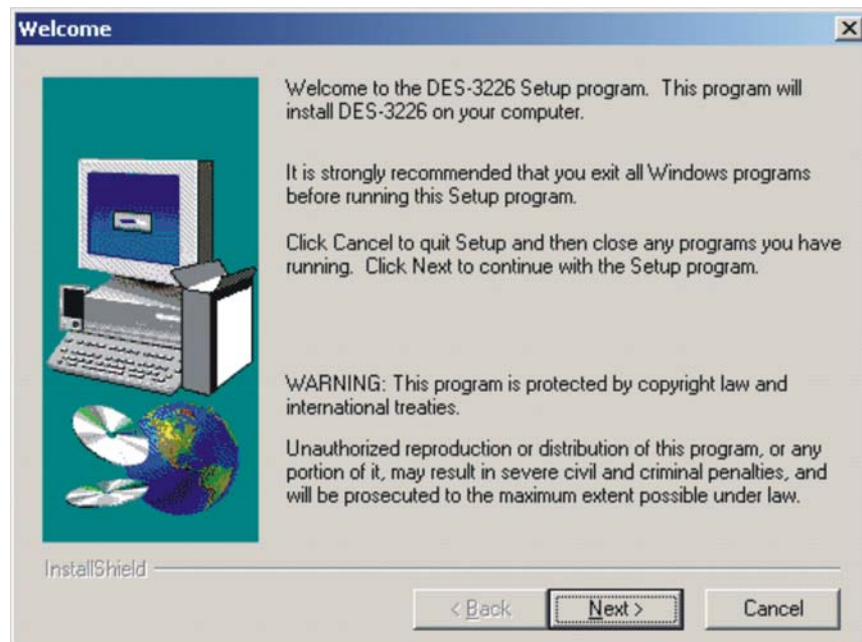 Welcome
Welcome to the DES-3226 Setup program. This program will
install DES-3226 on your computer.
It is strongly recommended that you exit all Windows programs
before running this Setup program.
Click Cancel to quit Setup and then close any programs you have
running. Click Next to continue with the Setup program.
WARNING: This program is protected by copyright law and
international treaties.
Unauthorized reproduction or distribution of this program, or any
portion of it, may result in severe civil and criminal penalties, and
will be prosecuted to the maximum extent possible under law.
InstallShield
< Back Next > Cancel